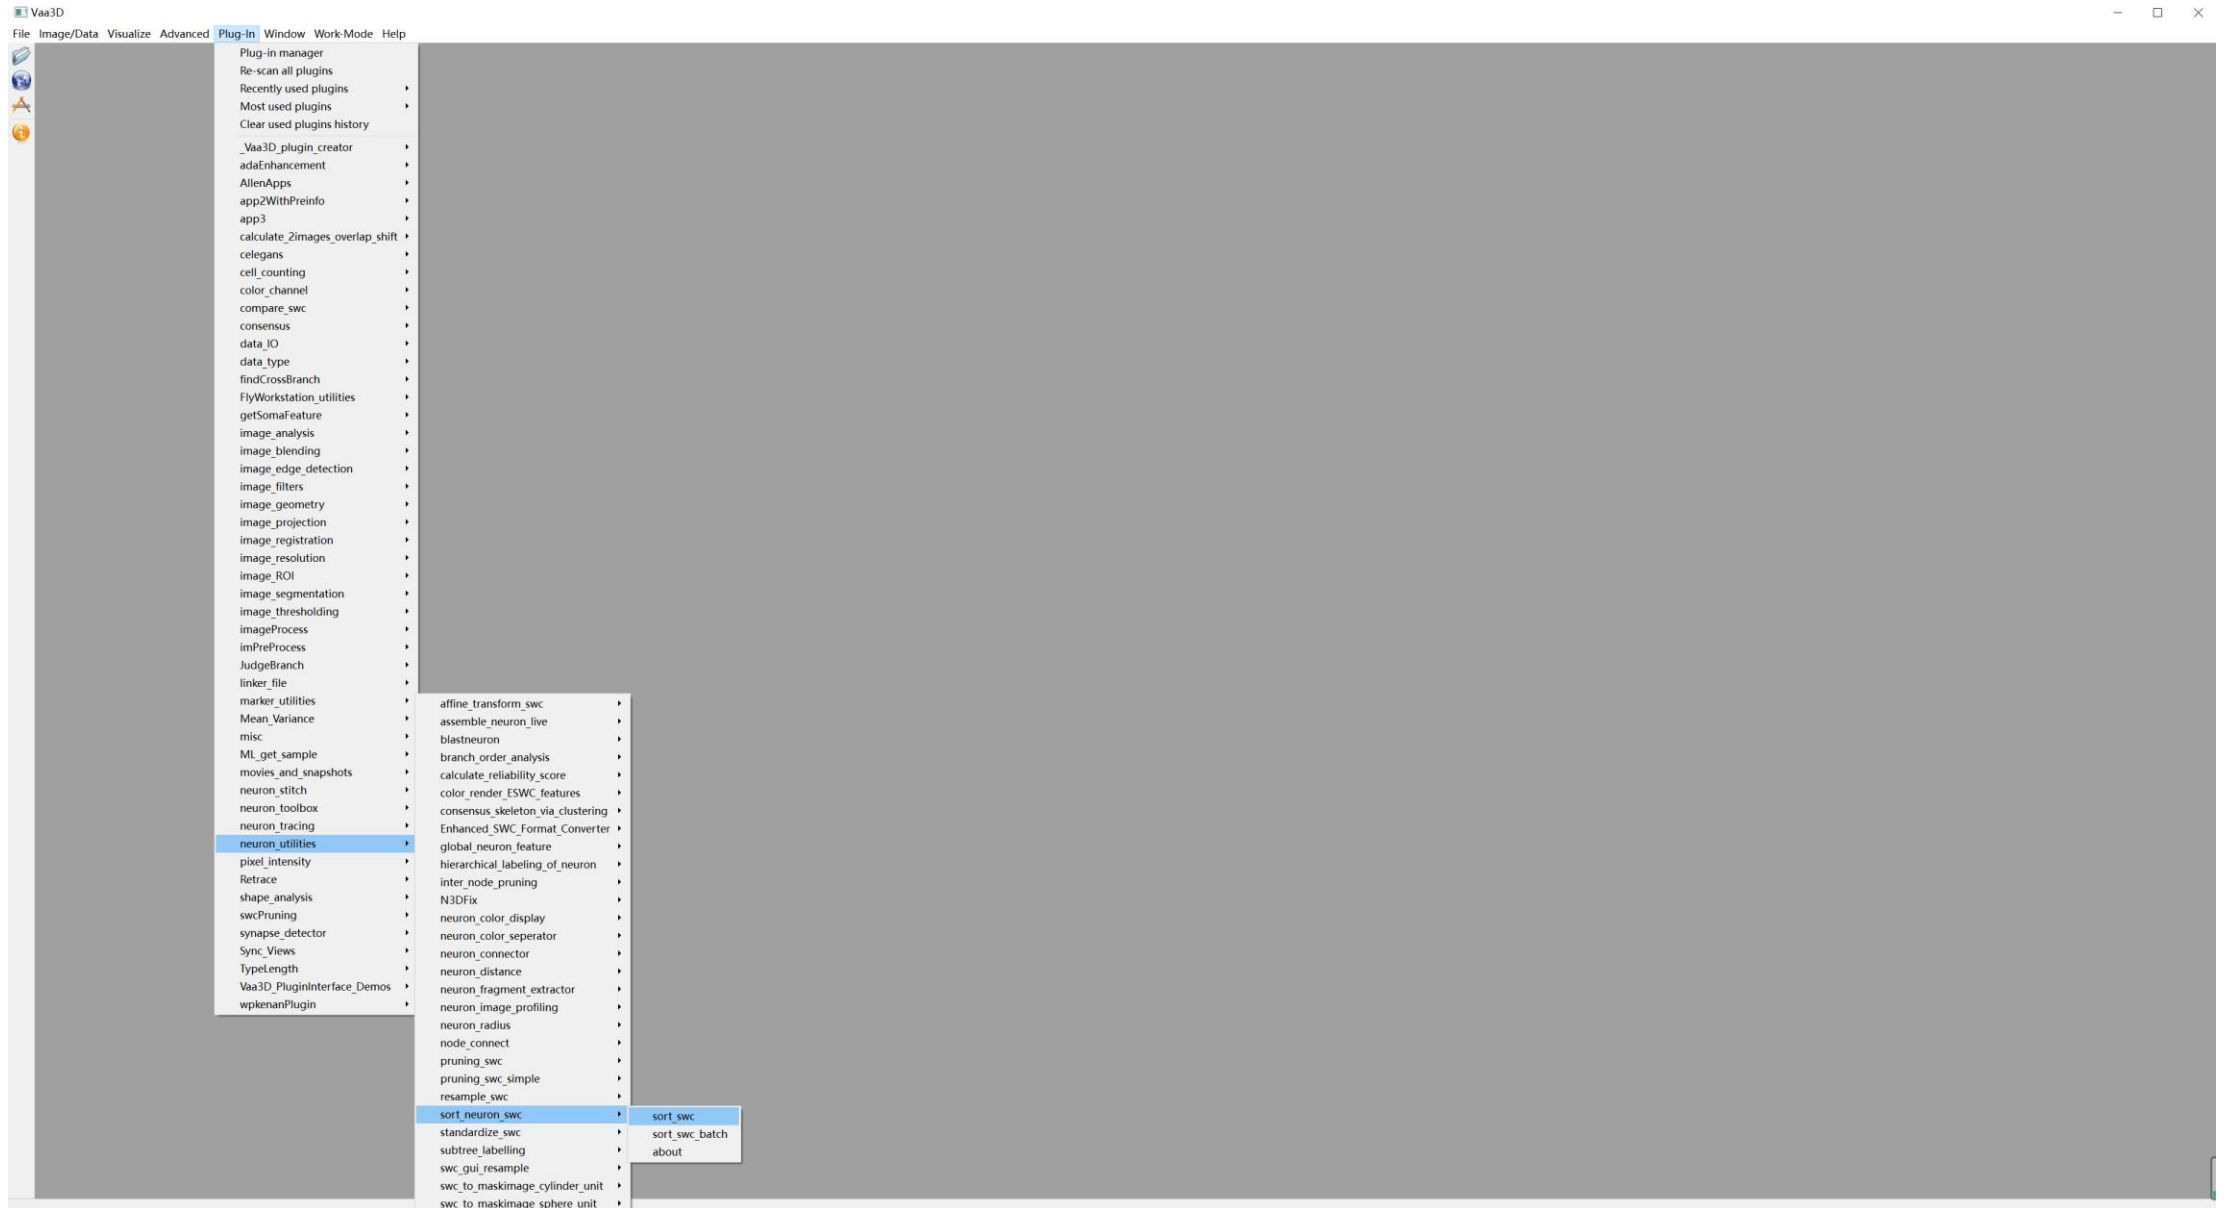 Vaa3D
File Image/Data Visualize Advanced Plug-In Window Work-Mode Help
Plug-in manager
Re-scan all plugins
Recently used plugins
Most used plugins
Clear used plugins history
_Vaa3D_plugin_creator
adaEnhancement
AllenApps
app2WithPreinfo
app3
calculate_2images_overlap_shift
celegans
cell_counting
color_channel
compare_swc
consensus
data_IO
data_type
findCrossBranch
FlyWorkstation_utilities
getSomaFeature
image_analysis
image_blending
image_edge_detection
image_filters
image_geometry
image_projection
image_registration
image_resolution
image_ROI
image_segmentation
image_thresholding
imageProcess
imPreProcess
JudgeBranch
linker_file
marker_utilities
Mean_Variance
misc
ML_get_sample
movies_and_snapshots
neuron_stitch
neuron_toolbox
neuron_tracing
neuron_utilities
pixel_intensity
Retrace
shape_analysis
swcPruning
synapse_detector
Sync_Views
TypeLength
Vaa3D_PluginInterface_Demos
wpkenanPlugin
affine_transform_swc
assemble_neuron_live
blastneuron
branch_order_analysis
calculate_reliability_score
color_render_ESWC_features
consensus_skeleton_via_clustering
Enhanced_SWC_Format_Converter
global_neuron_feature
hierarchical_labeling_of_neuron
inter_node_pruning
N3DFix
neuron_color_display
neuron_color_seperator
neuron_connector
neuron_distance
neuron_fragment_extractor
neuron_image_profiling
neuron_radius
node_connect
pruning_swc
pruning_swc_simple
resample_swc
sort_neuron_swc
standardize_swc
subtree_labelling
swc_gui_resample
swc_to_maskimage_cylinder_unit
swc_to_maskimage_sphere_unit
sort_swc
sort_swc_batch
about